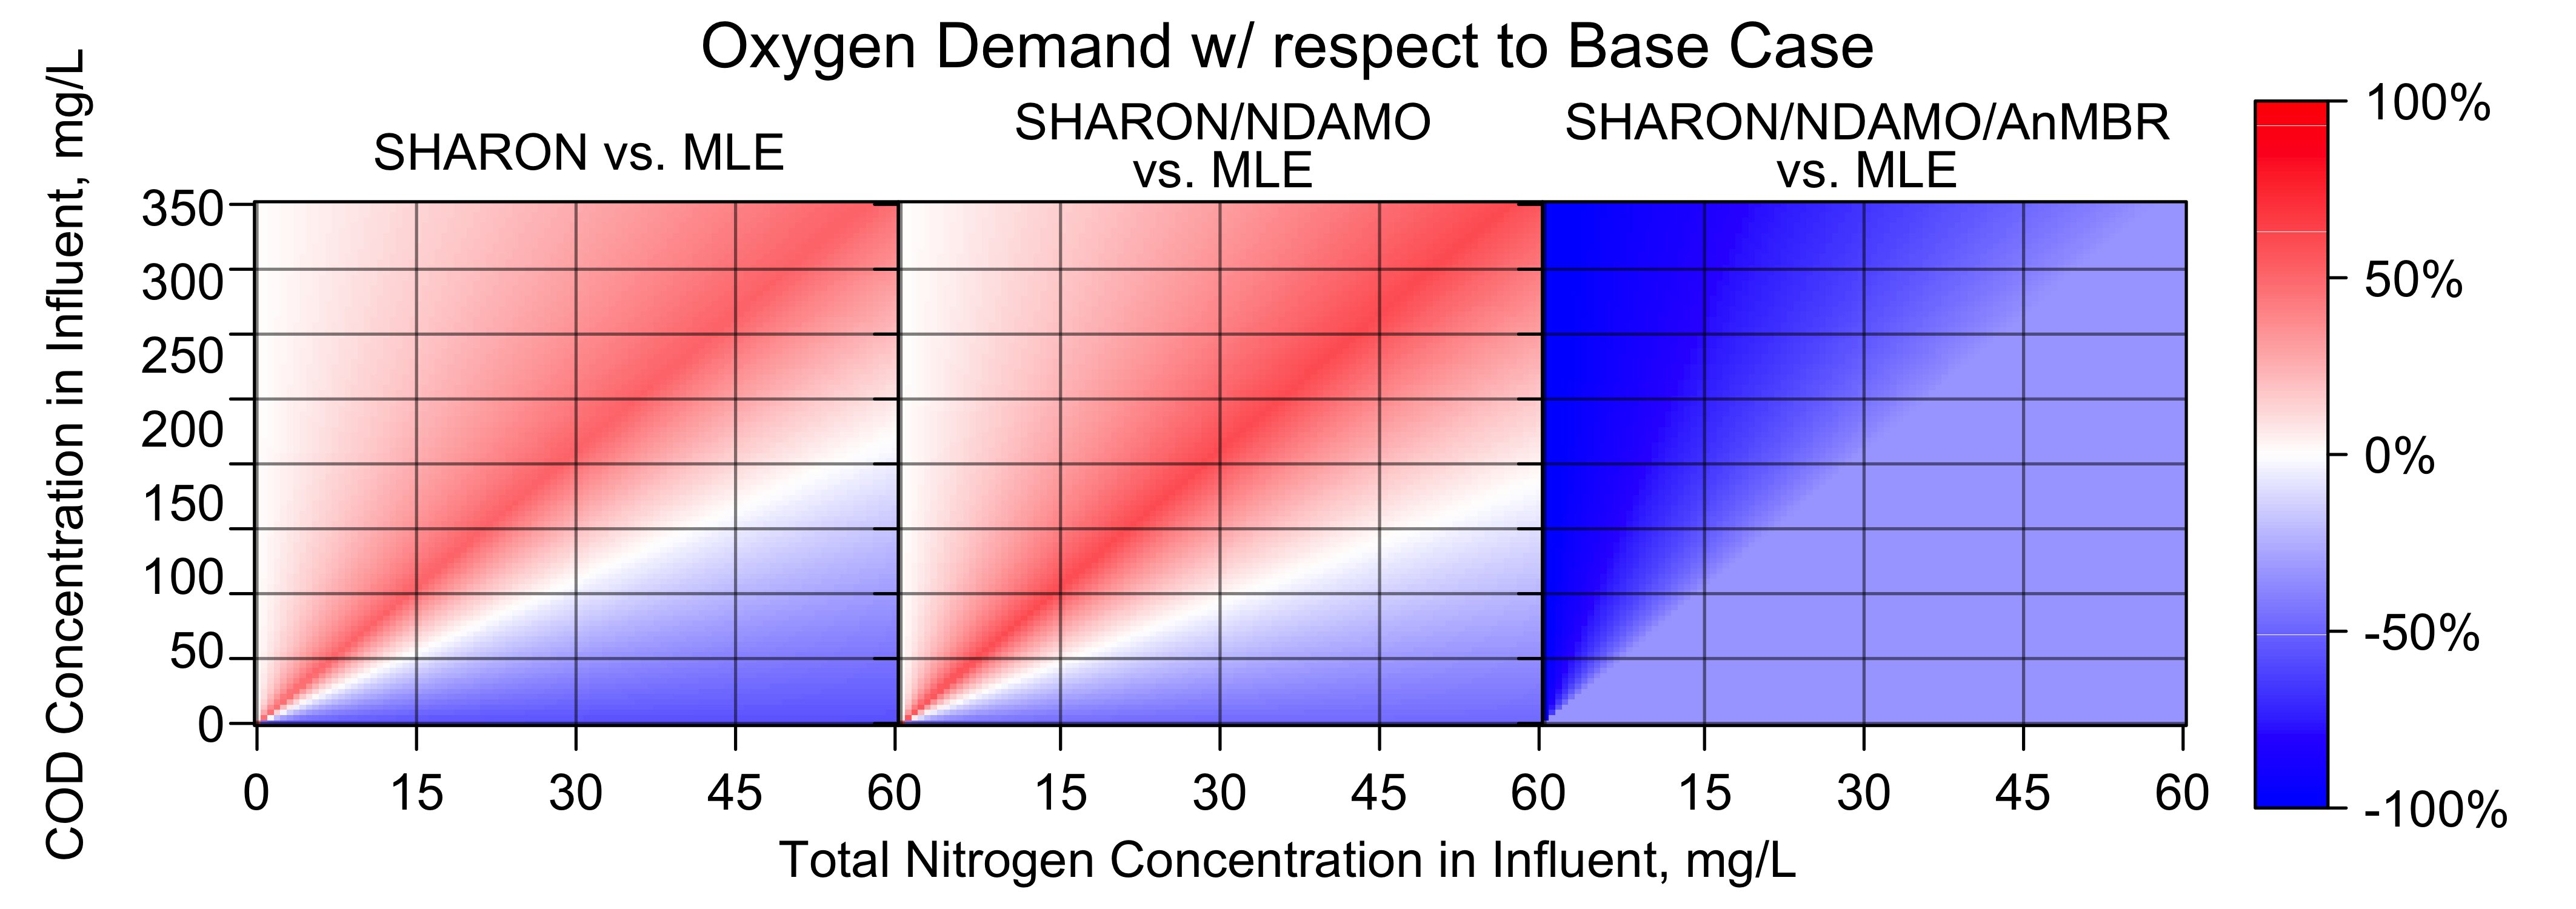 Oxygen Demand w/ respect to Base Case
SHARON vs. MLE
SHARON/NDAMO
vs. MLE
SHARON/NDAMO/AnMBR
vs. MLE
COD Concentration in Influent, mg/L
350
300
250
200
150
100
50
0
0 15 30 45 60 15 30 45 60 15 30 45 60
Total Nitrogen Concentration in Influent, mg/L
100%
50%
0%
-50%
-100%